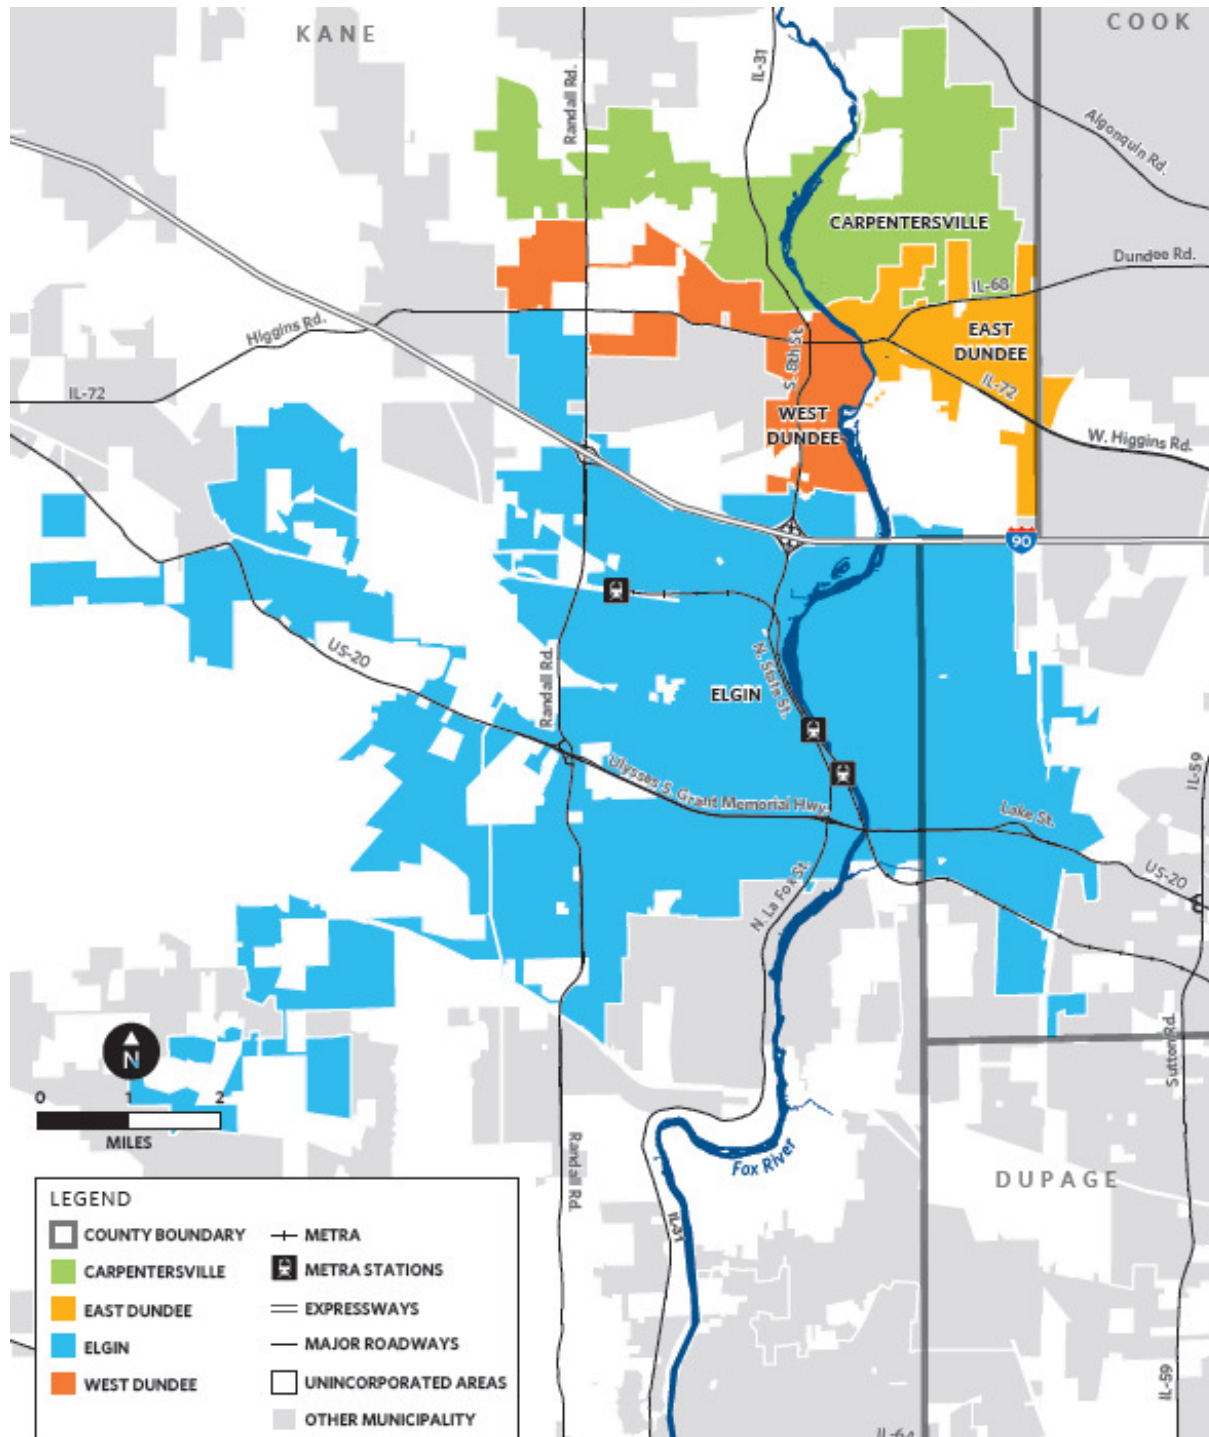 KANE
COOK
IL-31
Randall Rd.
Algonquin Rd.
CARPENTERSVILLE
Dundee Rd.
IL-68
Higgins Rd.
EAST
DUNDEE
S. 8th St.
IL-72
IL-72
WEST
DUNDEE
W. Higgins Rd.
90
US-20
Randall Rd.
N. State St.
ELGIN
Ulysses S. Grant Memorial Hwy.
Lake St.
IL-59
US-20
N. La Fox St.
Sutton Rd.
N
0 1 2
MILES
Randall Rd.
Fox River
DUPAGE
IL-31
IL-59
IL-64
LEGEND
COUNTY BOUNDARY
CARPENTERSVILLE
EAST DUNDEE
ELGIN
WEST DUNDEE
METRA
METRA STATIONS
EXPRESSWAYS
MAJOR ROADWAYS
UNINCORPORATED AREAS
OTHER MUNICIPALITY